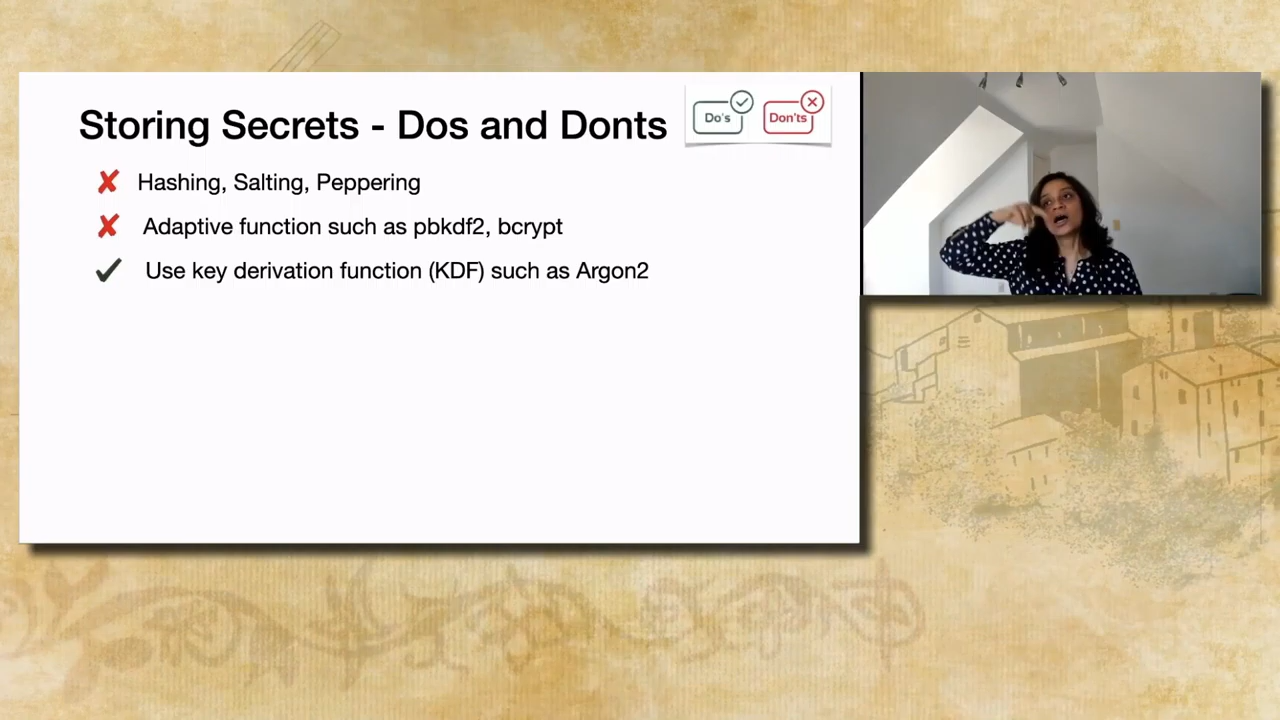 Storing Secrets - Dos and Donts
Do's
Don'ts
✘ Hashing, Salting, Peppering
✘ Adaptive function such as pbkdf2, bcrypt
✓ Use key derivation function (KDF) such as Argon2